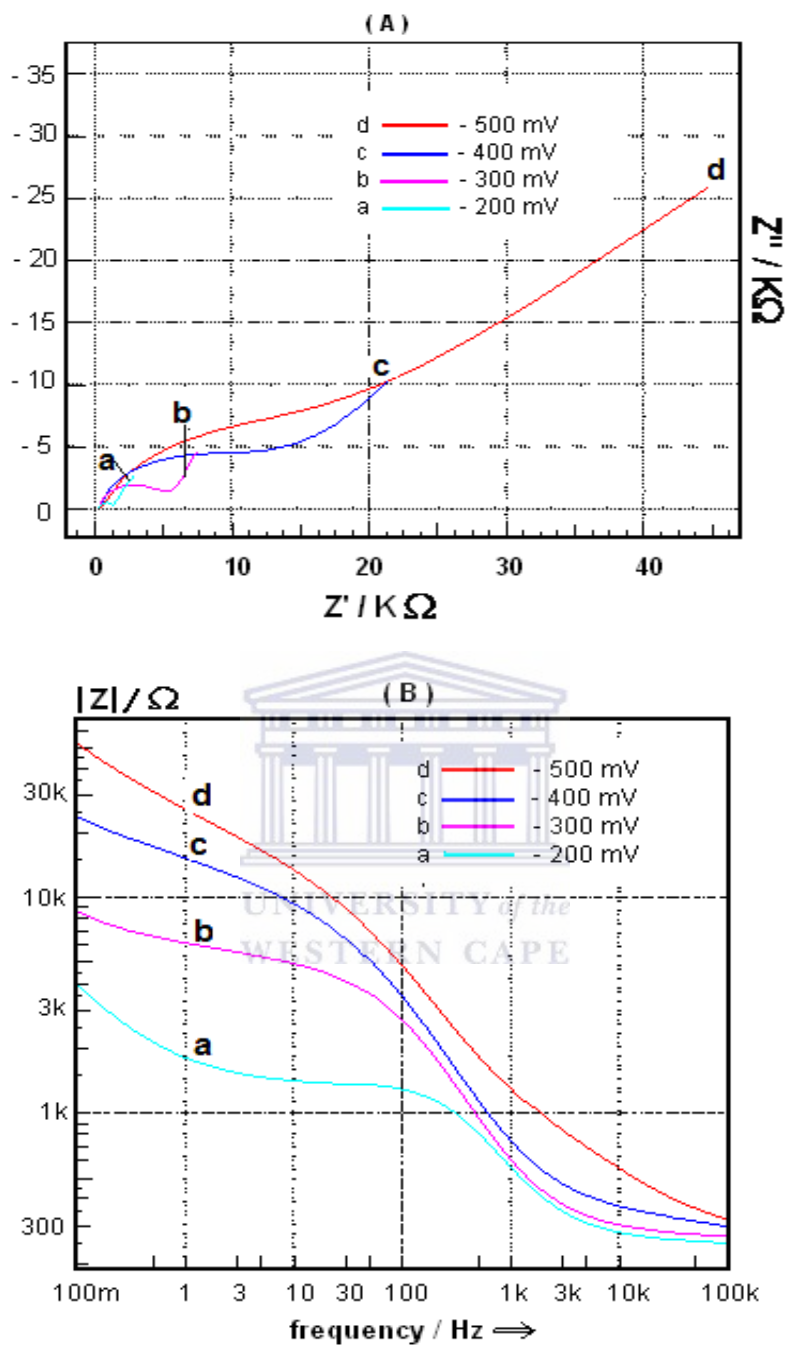 ( A )
- 35
- 30
- 25
- 20
- 15
- 10
- 5
0
d - 500 mV
c - 400 mV
b - 300 mV
a - 200 mV
d
c
b
a
Z'' / KΩ
0 10 20 30 40
Z' / K Ω
|Z| / Ω
( B )
30k
10k
3k
1k
300
d - 500 mV
c - 400 mV
b - 300 mV
a - 200 mV
d
c
b
a
UNIVERSITY of the
WESTERN CAPE
100m 1 3 10 30 100 1k 3k 10k 100k
frequency / Hz ⇒